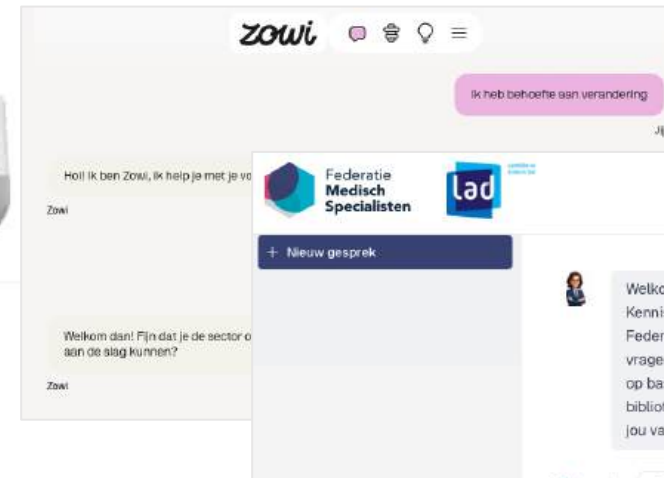 zowi
Ik heb behoefte aan verandering
Ji
Hoi! Ik ben Zowi, ik help je met je vo
Zowi
Welkom dan! Fijn dat je de sector o
aan de slag kunnen?
Zowi
Federatie
Medisch
Specialisten
lad
+ Nieuw gesprek
Welko
Kennis
Feder
vrage
op ba
bibliot
jou va